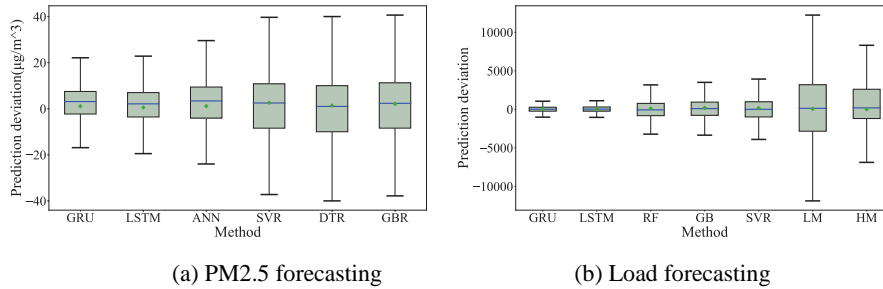 Prediction deviation(μg/m^3)
40
20
0
−20
−40
GRU LSTM ANN SVR DTR GBR
Method
(a) PM2.5 forecasting
Prediction deviation
10000
5000
0
−5000
−10000
GRU LSTM RF GB SVR LM HM
Method
(b) Load forecasting